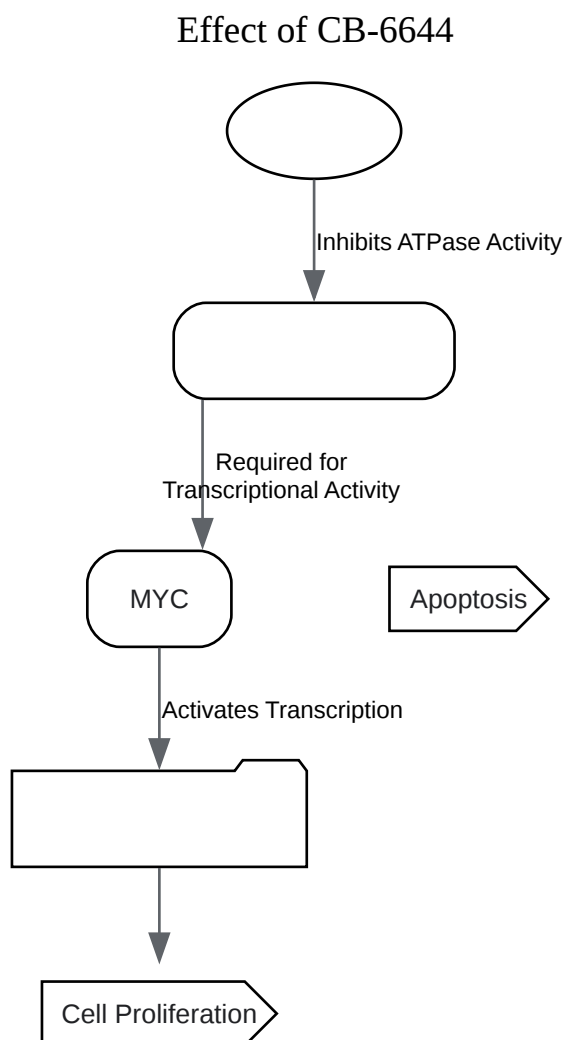 Effect of CB-6644
Inhibits ATPase Activity
Required for
Transcriptional Activity
MYC
Apoptosis
Activates Transcription
Cell Proliferation